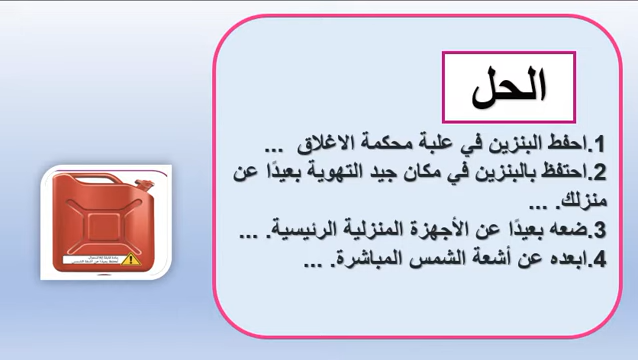 الحل
1.احفط البنزين في علبة محكمة الاغلاق ...
2.احتفظ بالبنزين في مكان جيد التهوية بعيدًا عن
منزلك. ...
3.ضعه بعيدًا عن الأجهزة المنزلية الرئيسية. ...
4.ابعده عن أشعة الشمس المباشرة. ...